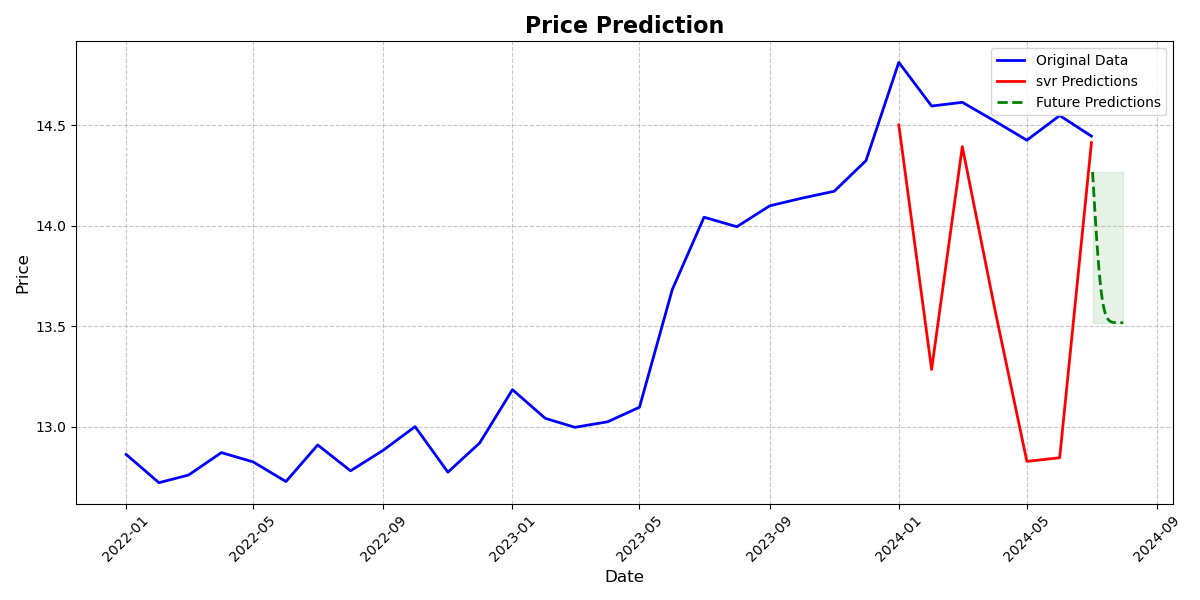 Price Prediction
Original Data
svr Predictions
Future Predictions
Price
14.5
14.0
13.5
13.0
2022-01
2022-05
2022-09
2023-01
2023-05
2023-09
2024-01
2024-05
2024-09
Date